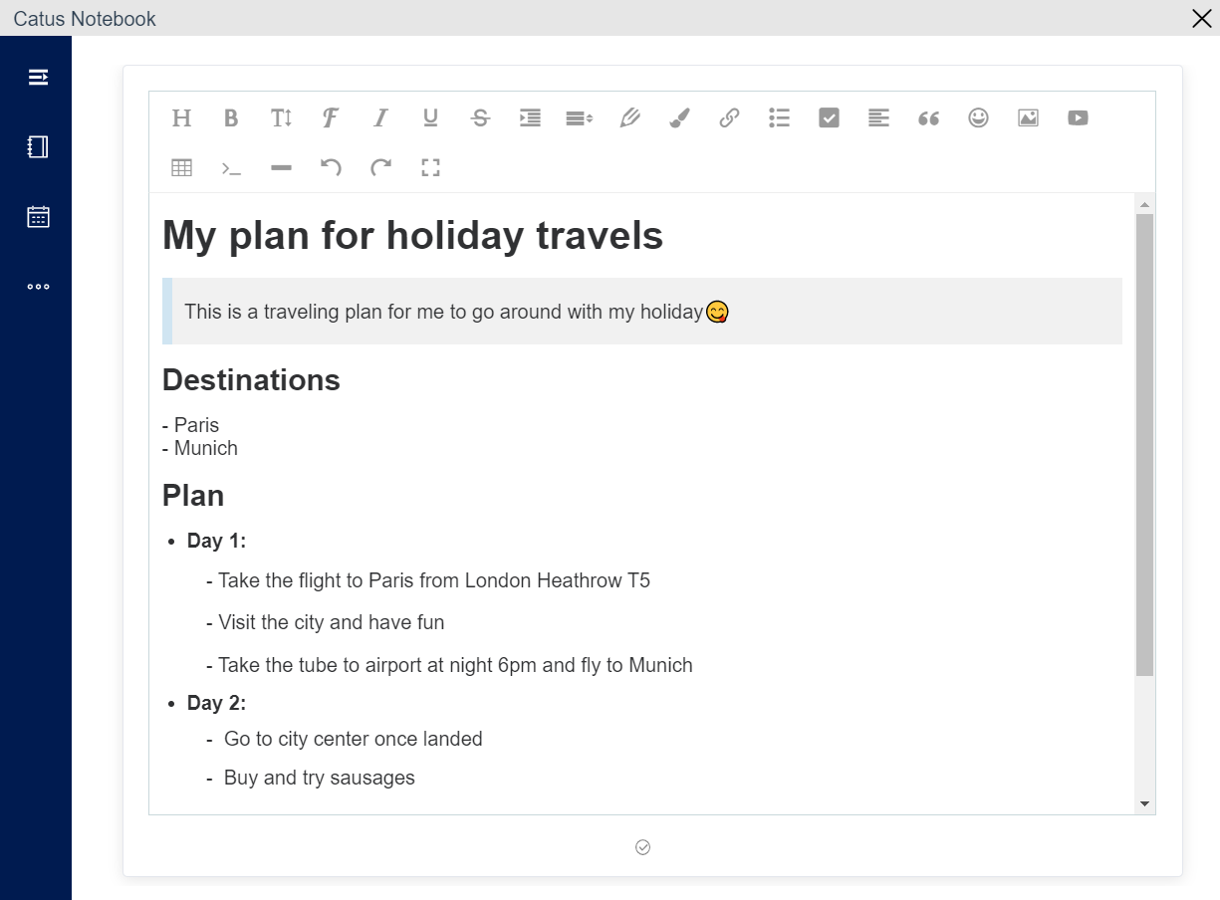 Catus Notebook
My plan for holiday travels
This is a traveling plan for me to go around with my holiday😋
Destinations
- Paris
- Munich
Plan
• Day 1:
- Take the flight to Paris from London Heathrow T5
- Visit the city and have fun
- Take the tube to airport at night 6pm and fly to Munich
• Day 2:
- Go to city center once landed
- Buy and try sausages